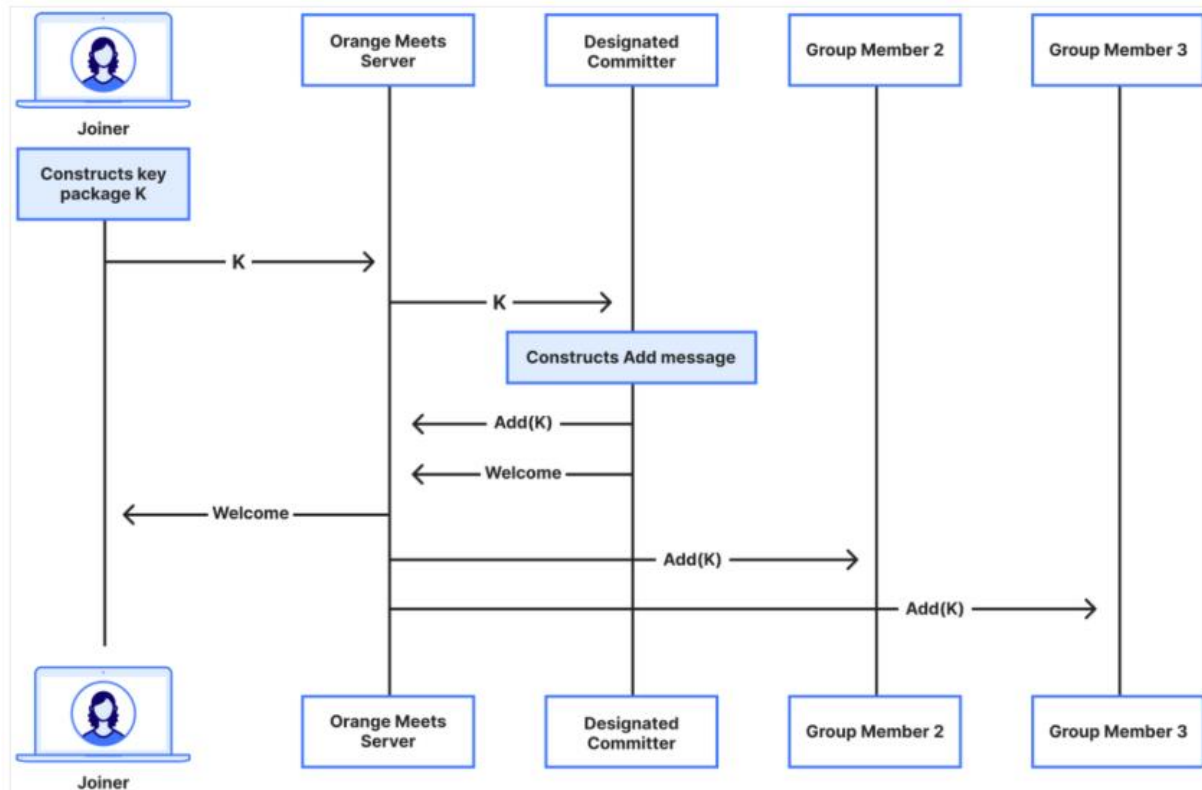 Orange Meets
Server
Designated
Committer
Group Member 2
Group Member 3
Joiner
Constructs key
package K
K
K
Constructs Add message
Add(K)
Welcome
Welcome
Add(K)
Add(K)
Orange Meets
Server
Designated
Committer
Group Member 2
Group Member 3
Joiner